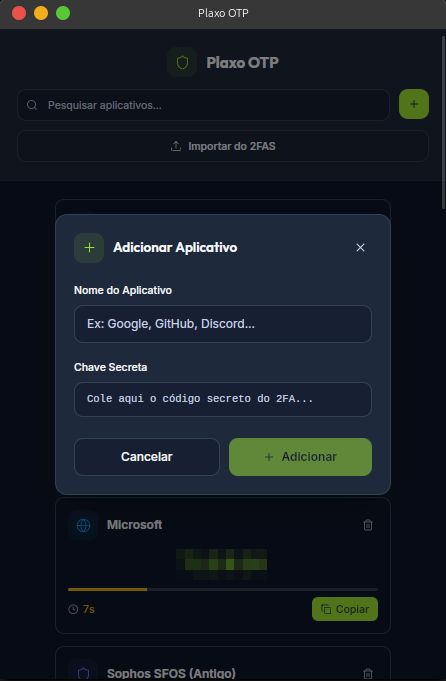 Plaxo OTP
Plaxo OTP
Pesquisar aplicativos...
Importar do 2FAS
Adicionar Aplicativo
Nome do Aplicativo
Ex: Google, GitHub, Discord...
Chave Secreta
Cole aqui o código secreto do 2FA...
Cancelar
Adicionar
Microsoft
7s
Copiar
Sophos SFOS (Antigo)